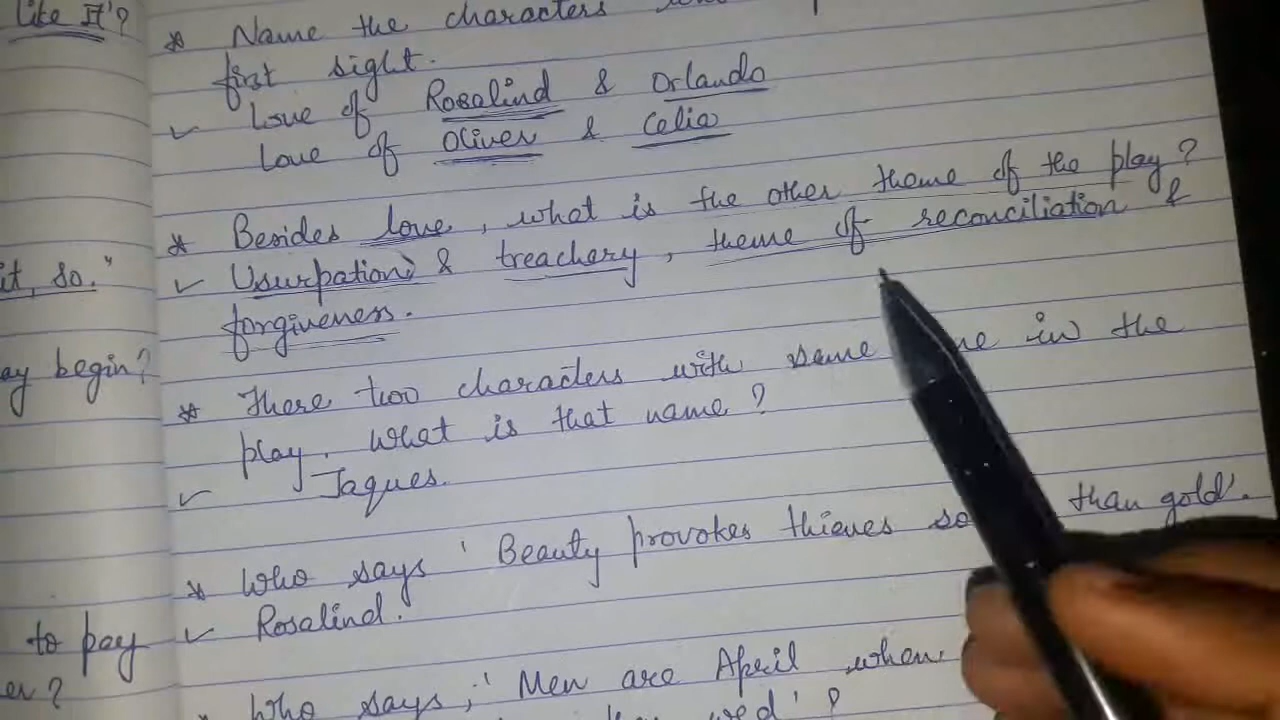 like It'?
* Name the characters
first sight.
✓ Love of Rosalind & Orlando
Love of Oliver & Celia
* Besides love, what is the other theme of the play?
it, so."
✓ Usurpation & treachery, theme of reconciliation &
forgiveness.
ay begin?
* There two characters with same me in the
play. What is that name?
✓ Jaques.
* Who says 'Beauty provokes thieves so than gold'.
to pay
✓ Rosalind.
er?
* Who says, 'Men are April when
wed'?